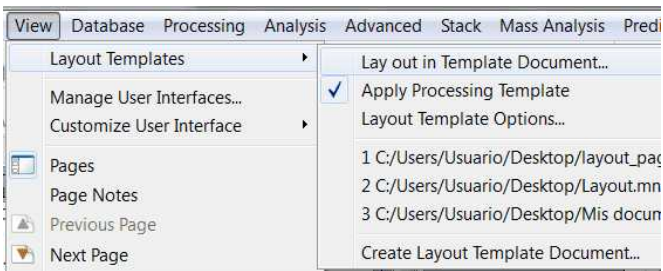 View Database Processing Analysis Advanced Stack Mass Analysis
Layout Templates
Manage User Interfaces...
Customize User Interface
Pages
Page Notes
Previous Page
Next Page
Lay out in Template Document...
Apply Processing Template
Layout Template Options...
1 C:/Users/Usuario/Desktop/layout_pag
2 C:/Users/Usuario/Desktop/Layout.mn
3 C:/Users/Usuario/Desktop/Mis docum
Create Layout Template Document...